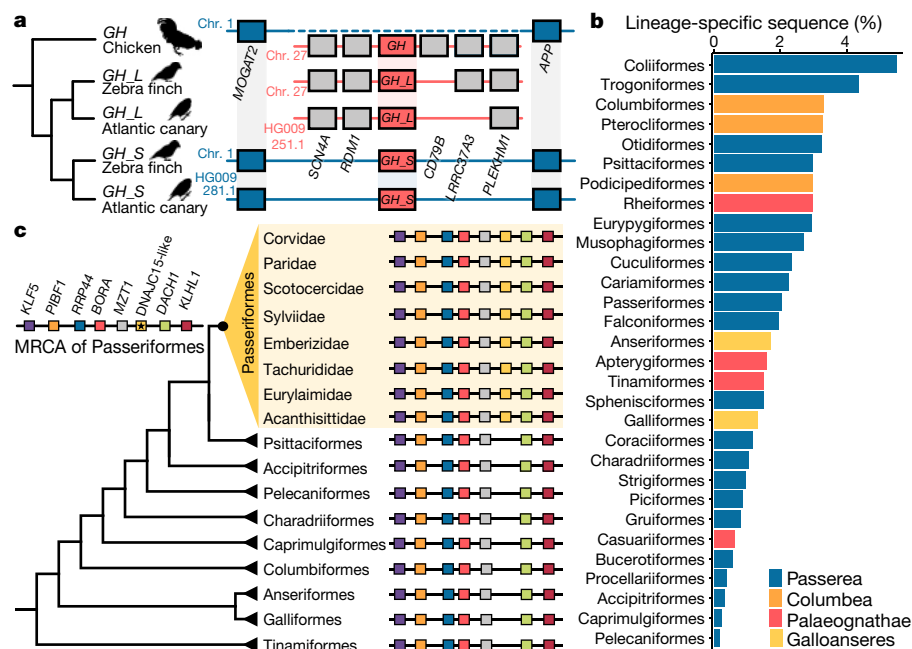 a
GH
Chicken
GH_L
Zebra finch
GH_L
Atlantic canary
GH_S
Zebra finch
GH_S
Atlantic canary
Chr. 1
MOGAT2
APP
Chr. 27
GH
Chr. 27
GH_L
GH_L
HG009
251.1
SCN4A
RDM1
CD79B
LRRC37A3
PLEKHM1
Chr. 1
GH_S
HG009
281.1
GH_S
b
Lineage-specific sequence (%)
0 2 4
Coliiformes
Trogoniformes
Columbiformes
Pterocliformes
Otidiformes
Psittaciformes
Podicipediformes
Rheiformes
Eurypygiformes
Musophagiformes
Cuculiformes
Cariamiformes
Passeriformes
Falconiformes
Anseriformes
Apterygiformes
Tinamiformes
Sphenisciformes
Galliformes
Coraciiformes
Charadriiformes
Strigiformes
Piciformes
Gruiformes
Casuariiformes
Bucerotiformes
Procellariiformes
Accipitriformes
Caprimulgiformes
Pelecaniformes
Passerea
Columbea
Palaeognathae
Galloanseres
c
KLF5
PIBF1
RRP44
BORA
MZT1
DNAJC15-like
DACH1
KLHL1
MRCA of Passeriformes
Passeriformes
Corvidae
Paridae
Scotocercidae
Sylviidae
Emberizidae
Tachurididae
Eurylaimidae
Acanthisittidae
Psittaciformes
Accipitriformes
Pelecaniformes
Charadriiformes
Caprimulgiformes
Columbiformes
Anseriformes
Galliformes
Tinamiformes